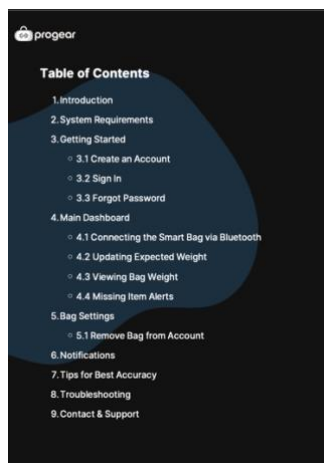 progear
Table of Contents
1. Introduction
2. System Requirements
3. Getting Started
3.1 Create an Account
3.2 Sign In
3.3 Forgot Password
4. Main Dashboard
4.1 Connecting the Smart Bag via Bluetooth
4.2 Updating Expected Weight
4.3 Viewing Bag Weight
4.4 Missing Item Alerts
5. Bag Settings
5.1 Remove Bag from Account
6. Notifications
7. Tips for Best Accuracy
8. Troubleshooting
9. Contact & Support